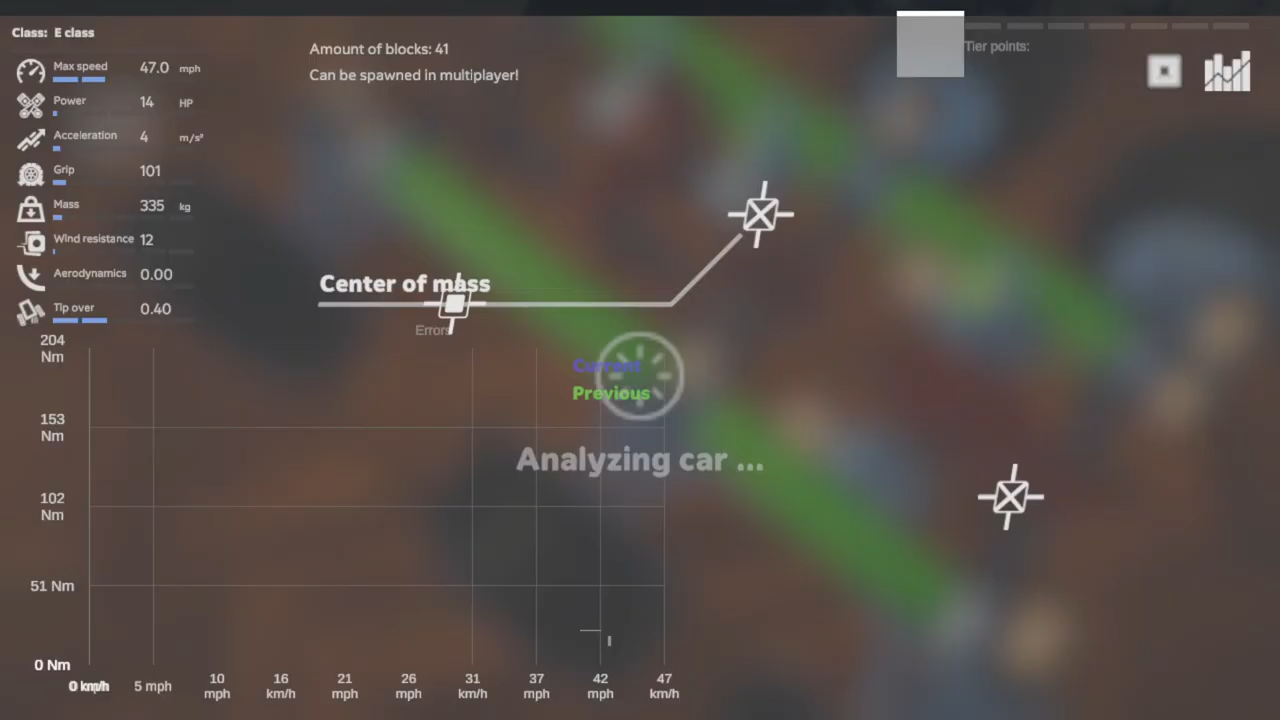 Class: E class
Max speed 47.0 mph
Power 14 HP
Acceleration 4 m/s²
Grip 101
Mass 335 kg
Wind resistance 12
Aerodynamics 0.00
Tip over 0.40
Amount of blocks: 41
Can be spawned in multiplayer!
Tier points:
Center of mass
Errors
Current
Previous
Analyzing car ...
204
Nm
153
Nm
102
Nm
51 Nm
0 Nm
5 mph
10
mph
16
km/h
21
mph
26
mph
31
km/h
37
mph
42
mph
47
km/h